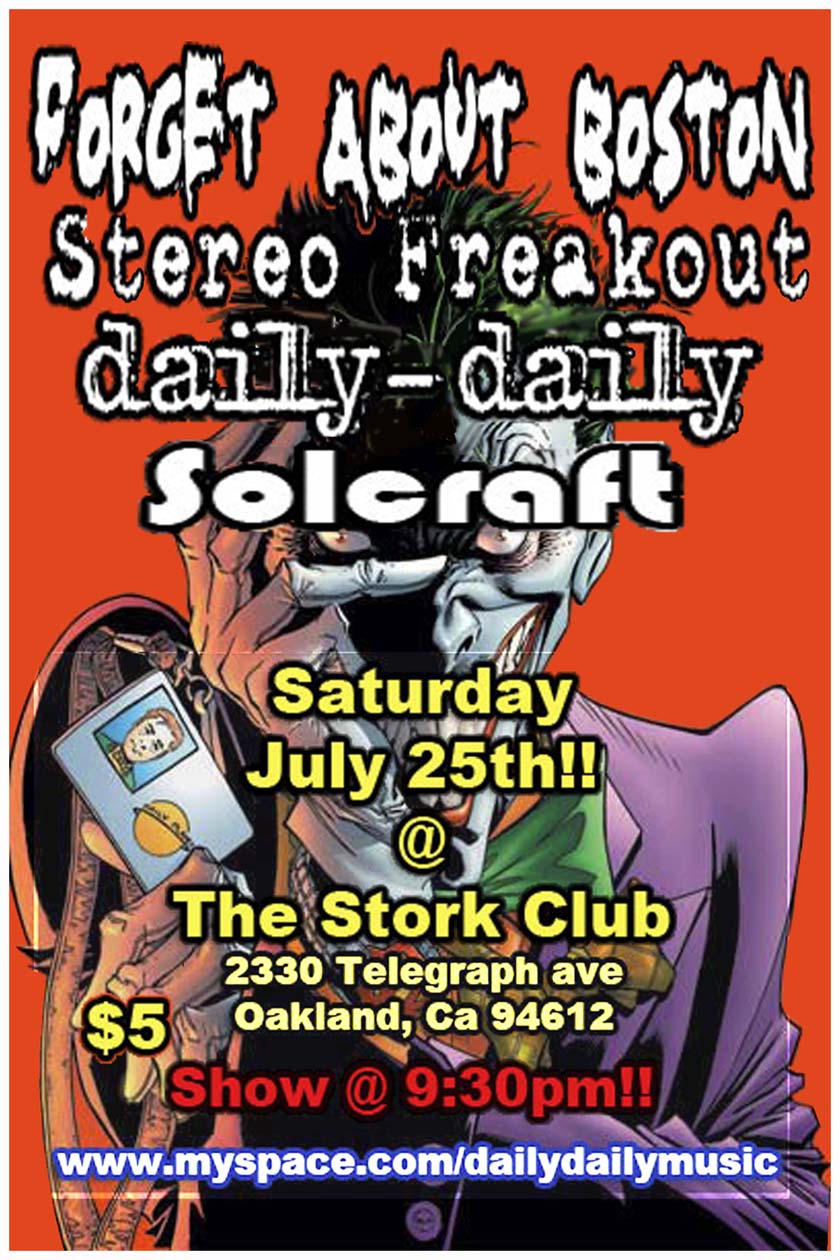 FORGET ABOUT BOSTON
Stereo Freakout
daily-daily
Solcraft
Saturday
July 25th!!
@
The Stork Club
2330 Telegraph ave
Oakland, Ca 94612
$5
Show @ 9:30pm!!
www.myspace.com/dailydailymusic